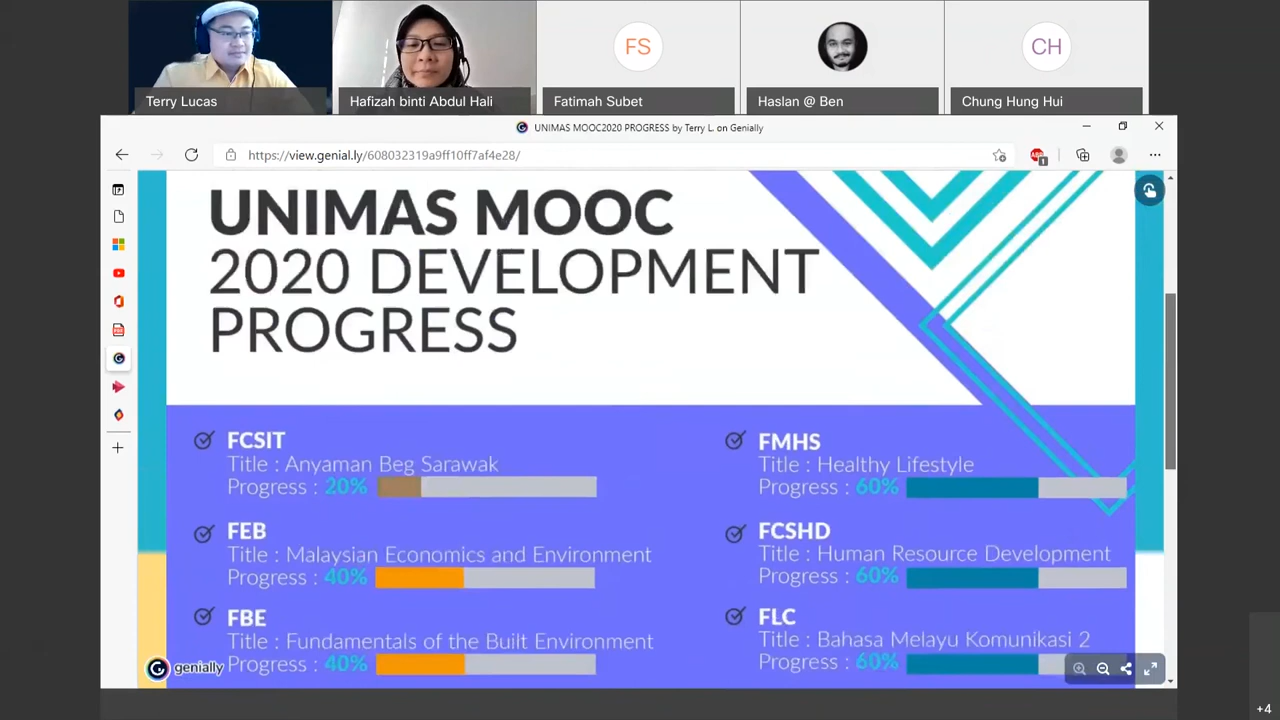 FS
CH
Terry Lucas
Hafizah binti Abdul Hali
Fatimah Subet
Haslan @ Ben
Chung Hung Hui
UNIMAS MOOC2020 PROGRESS by Terry L. on Genially
https://view.genial.ly/608032319a9ff10ff7af4e28/
1
UNIMAS MOOC
2020 DEVELOPMENT
PROGRESS
FCSIT
Title : Anyaman Beg Sarawak
Progress : 20%
FEB
Title : Malaysian Economics and Environment
Progress : 40%
FBE
Title : Fundamentals of the Built Environment
Progress : 40%
FMHS
Title : Healthy Lifestyle
Progress : 60%
FCSHD
Title : Human Resource Development
Progress : 60%
FLC
Title : Bahasa Melayu Komunikasi 2
Progress : 60%
genially
+4